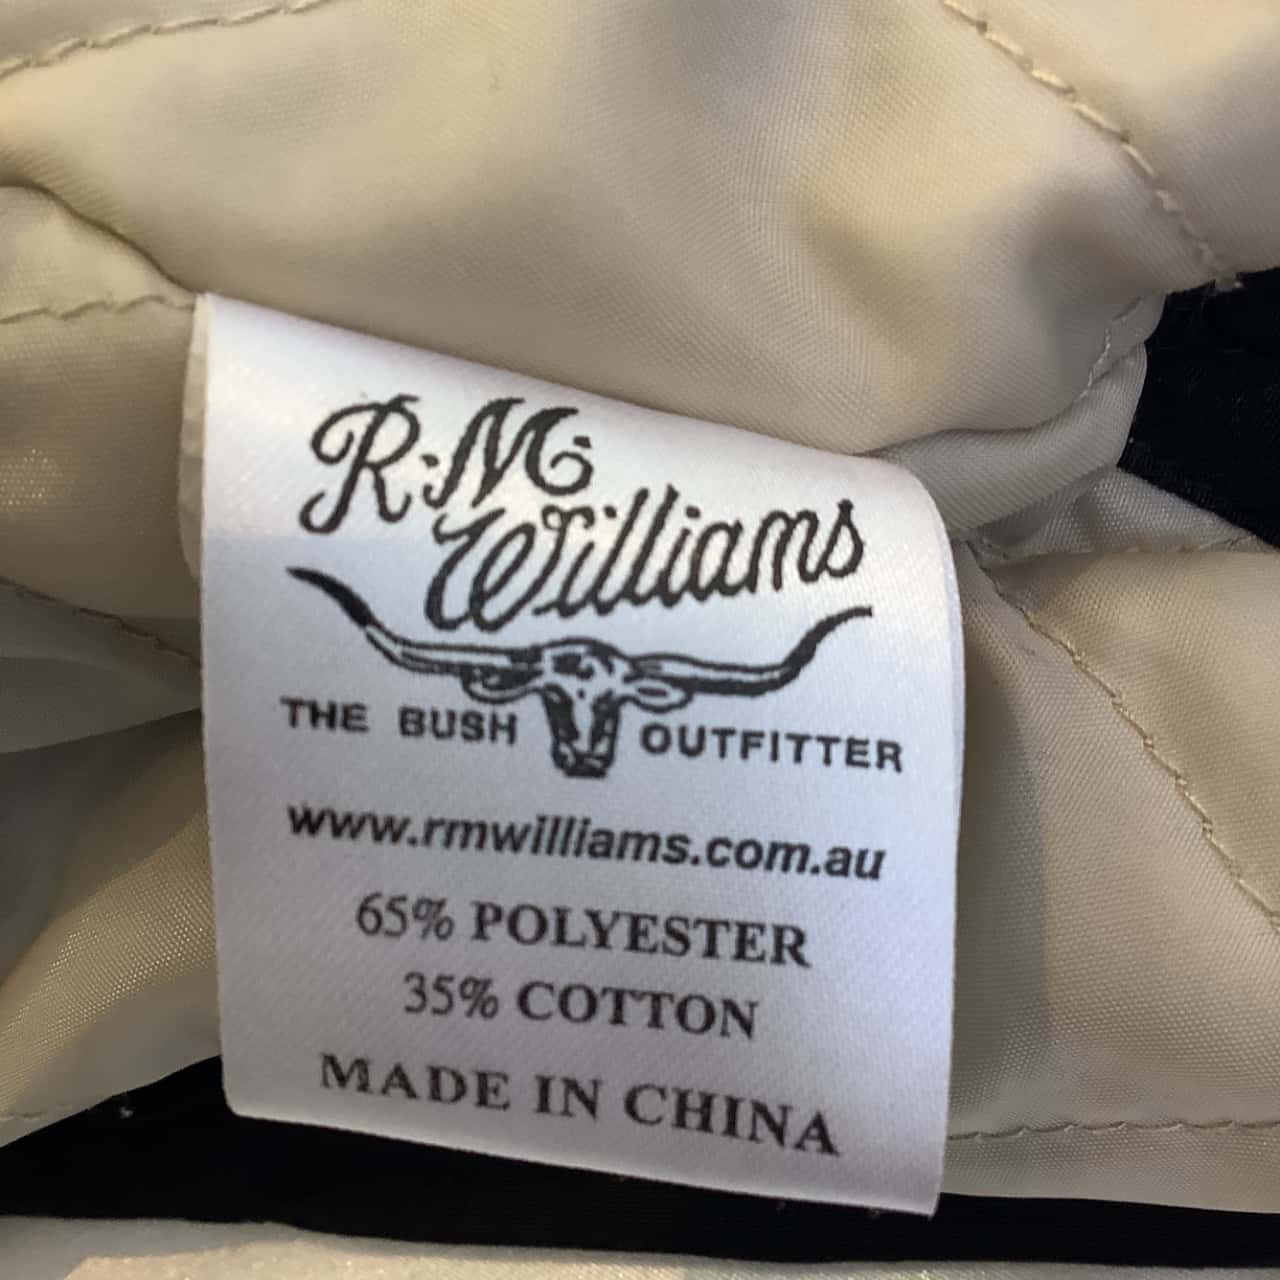 R.M.
Williams
THE BUSH OUTFITTER
www.rmwilliams.com.au
65% POLYESTER
35% COTTON
MADE IN CHINA